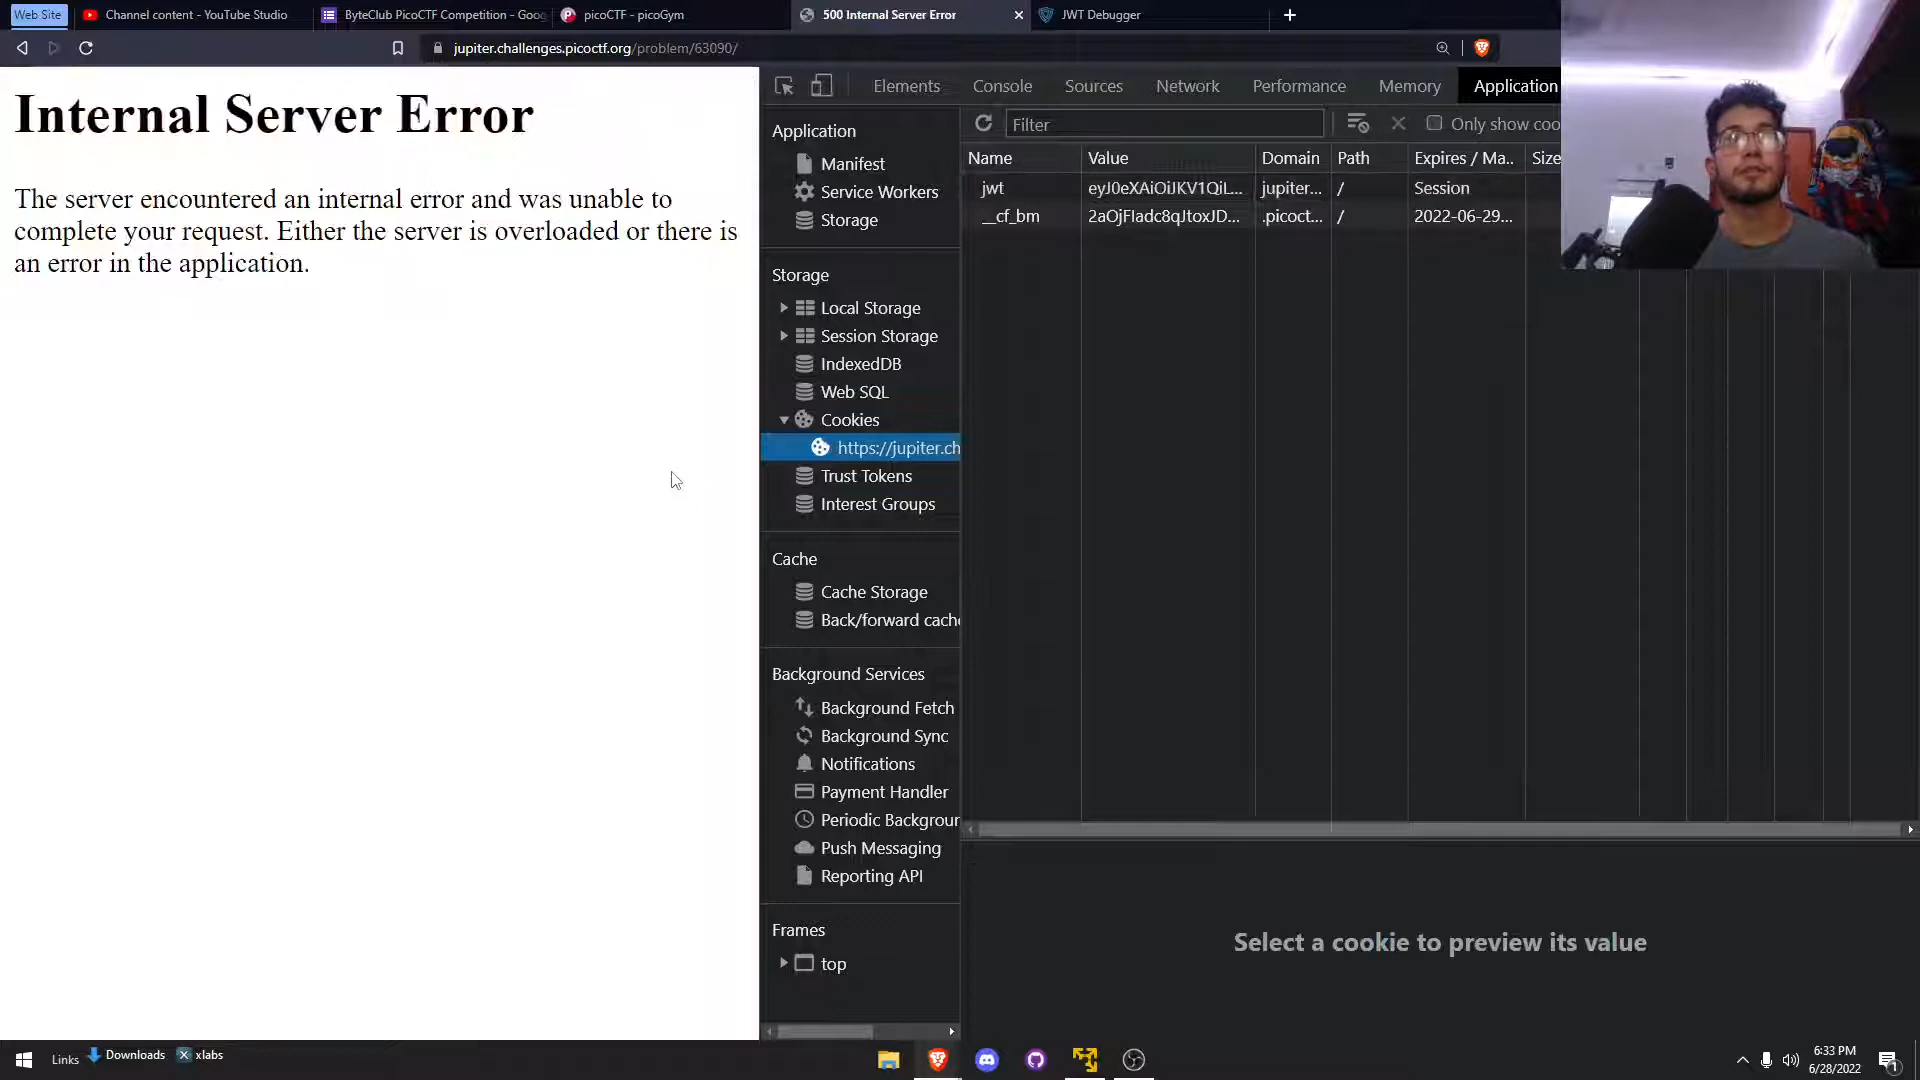 Web Site
Channel content - YouTube Studio
ByteClub PicoCTF Competition - Goog
picoCTF - picoGym
500 Internal Server Error
JWT Debugger
jupiter.challenges.picoctf.org/problem/63090/
Internal Server Error
The server encountered an internal error and was unable to
complete your request. Either the server is overloaded or there is
an error in the application.
Elements
Console
Sources
Network
Performance
Memory
Application
Application
Manifest
Service Workers
Storage
Storage
Local Storage
Session Storage
IndexedDB
Web SQL
Cookies
https://jupiter.ch
Trust Tokens
Interest Groups
Cache
Cache Storage
Back/forward cache
Background Services
Background Fetch
Background Sync
Notifications
Payment Handler
Periodic Backgroun
Push Messaging
Reporting API
Frames
top
Filter
Only show coo
Name Value Domain Path Expires / Ma.. Size
jwt eyJ0eXAiOiJKV1QiL... jupiter... / Session
__cf_bm 2aOjFIadc8qJtoxJD... .picoct... / 2022-06-29...
Select a cookie to preview its value
Links
Downloads
xlabs
6:33 PM
6/28/2022
1